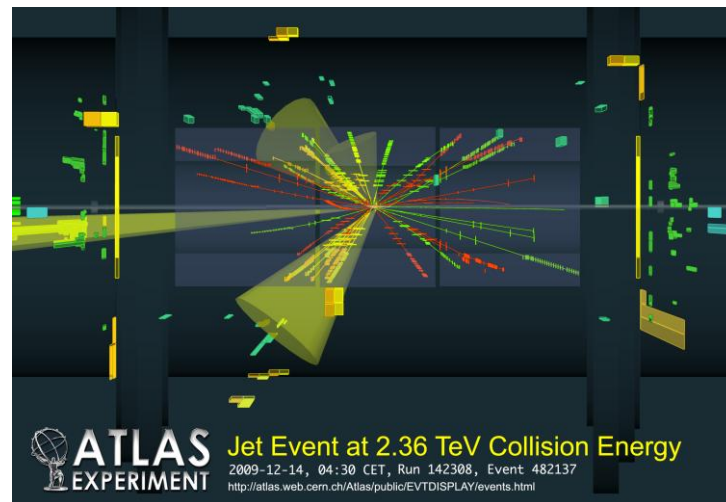 ATLAS
EXPERIMENT
Jet Event at 2.36 TeV Collision Energy
2009-12-14, 04:30 CET, Run 142308, Event 482137
http://atlas.web.cern.ch/Atlas/public/EVTDISPLAY/events.html